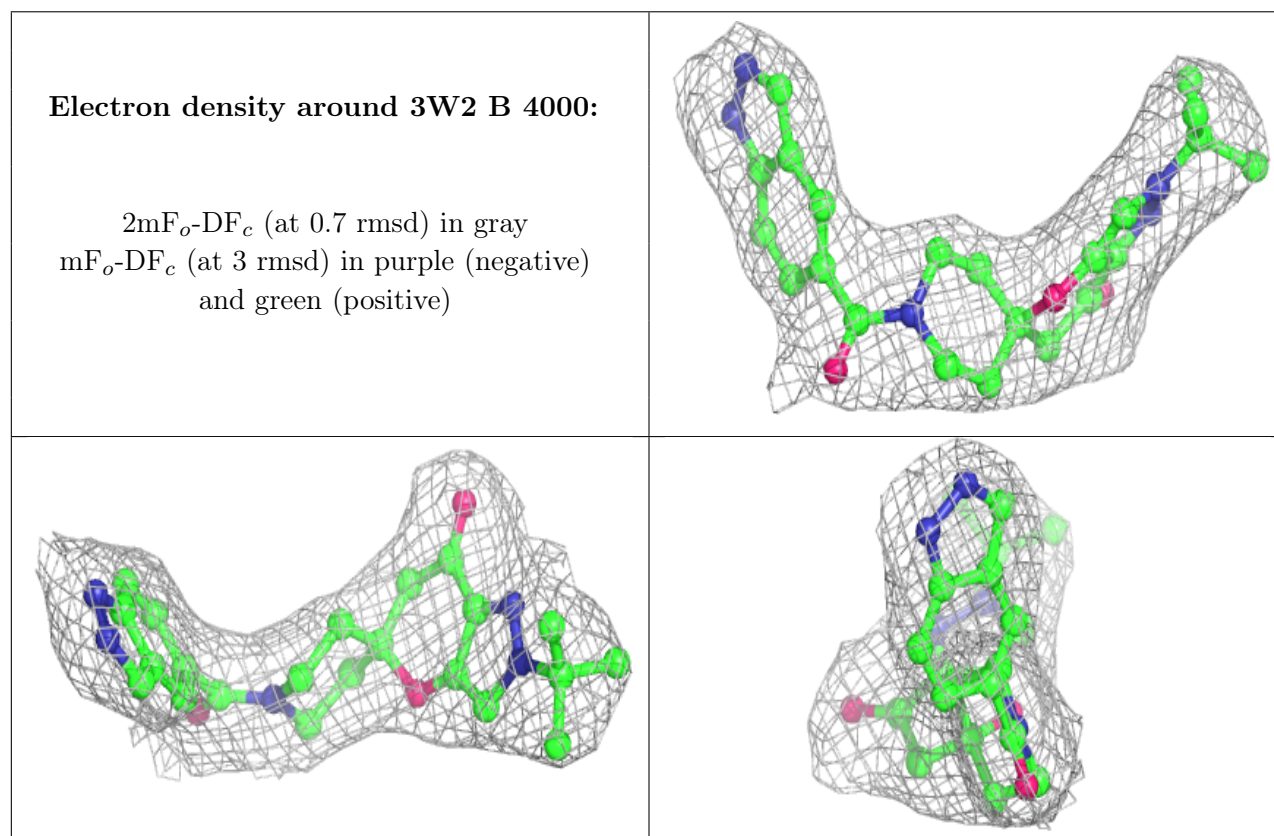 Electron density around 3W2 B 4000:
2mFo-DFc (at 0.7 rmsd) in gray
mFo-DFc (at 3 rmsd) in purple (negative)
and green (positive)